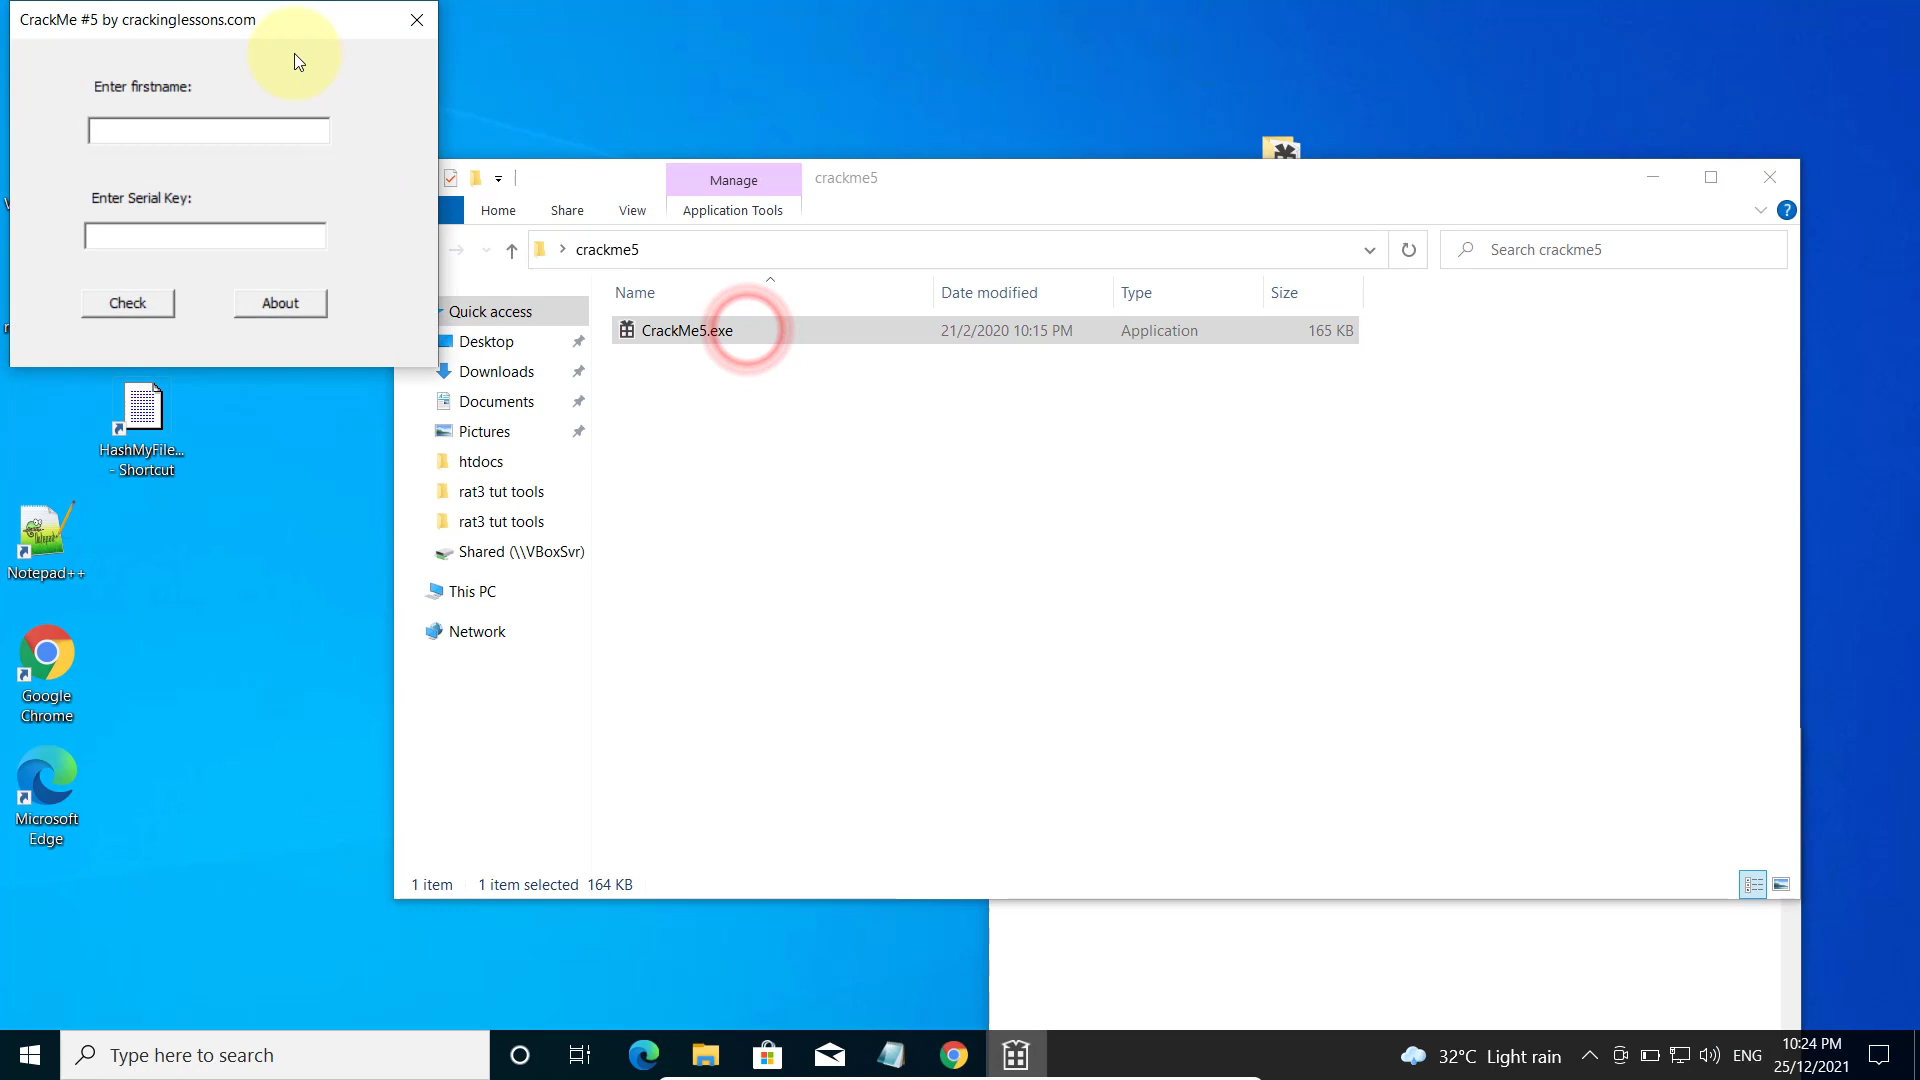 CrackMe #5 by crackinglessons.com
Enter firstname:
Enter Serial Key:
Check
About
Manage
crackme5
Home
Share
View
Application Tools
crackme5
Search crackme5
Name
Date modified
Type
Size
CrackMe5.exe
21/2/2020 10:15 PM
Application
165 KB
Quick access
Desktop
Downloads
Documents
Pictures
htdocs
rat3 tut tools
rat3 tut tools
Shared (\\VBoxSvr)
This PC
Network
1 item
1 item selected
164 KB
HashMyFile...
- Shortcut
Notepad++
Google
Chrome
Microsoft
Edge
Type here to search
32°C Light rain
ENG
10:24 PM
25/12/2021